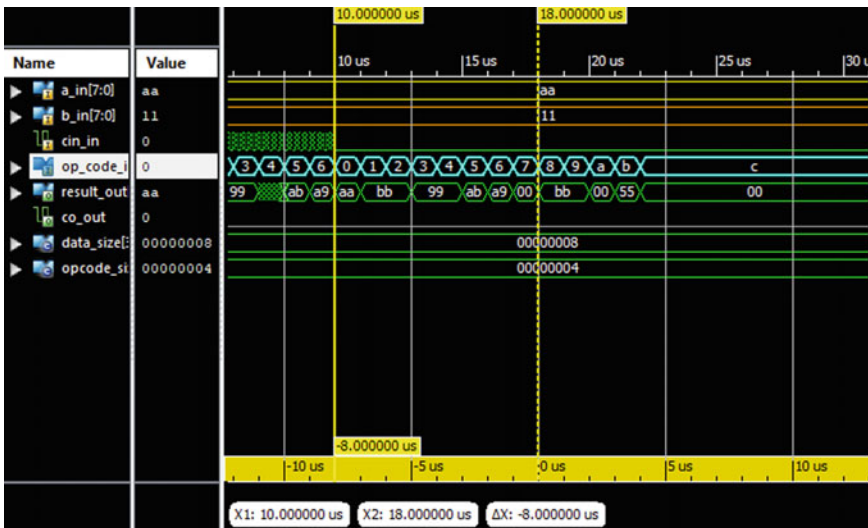 10.000000 us 18.000000 us
Name Value 10 us 15 us 20 us 25 us 30 u
a_in[7:0] aa aa
b_in[7:0] 11 11
cin_in 0
op_code_i 0 3 4 5 6 0 1 2 3 4 5 6 7 8 9 a b c
result_out aa 99 ab a9 aa bb 99 ab a9 00 bb 00 55 00
co_out 0
data_size[: 00000008 00000008
opcode_si 00000004 00000004
-8.000000 us
-10 us -5 us 0 us 5 us 10 us
X1: 10.000000 us X2: 18.000000 us ΔX: -8.000000 us